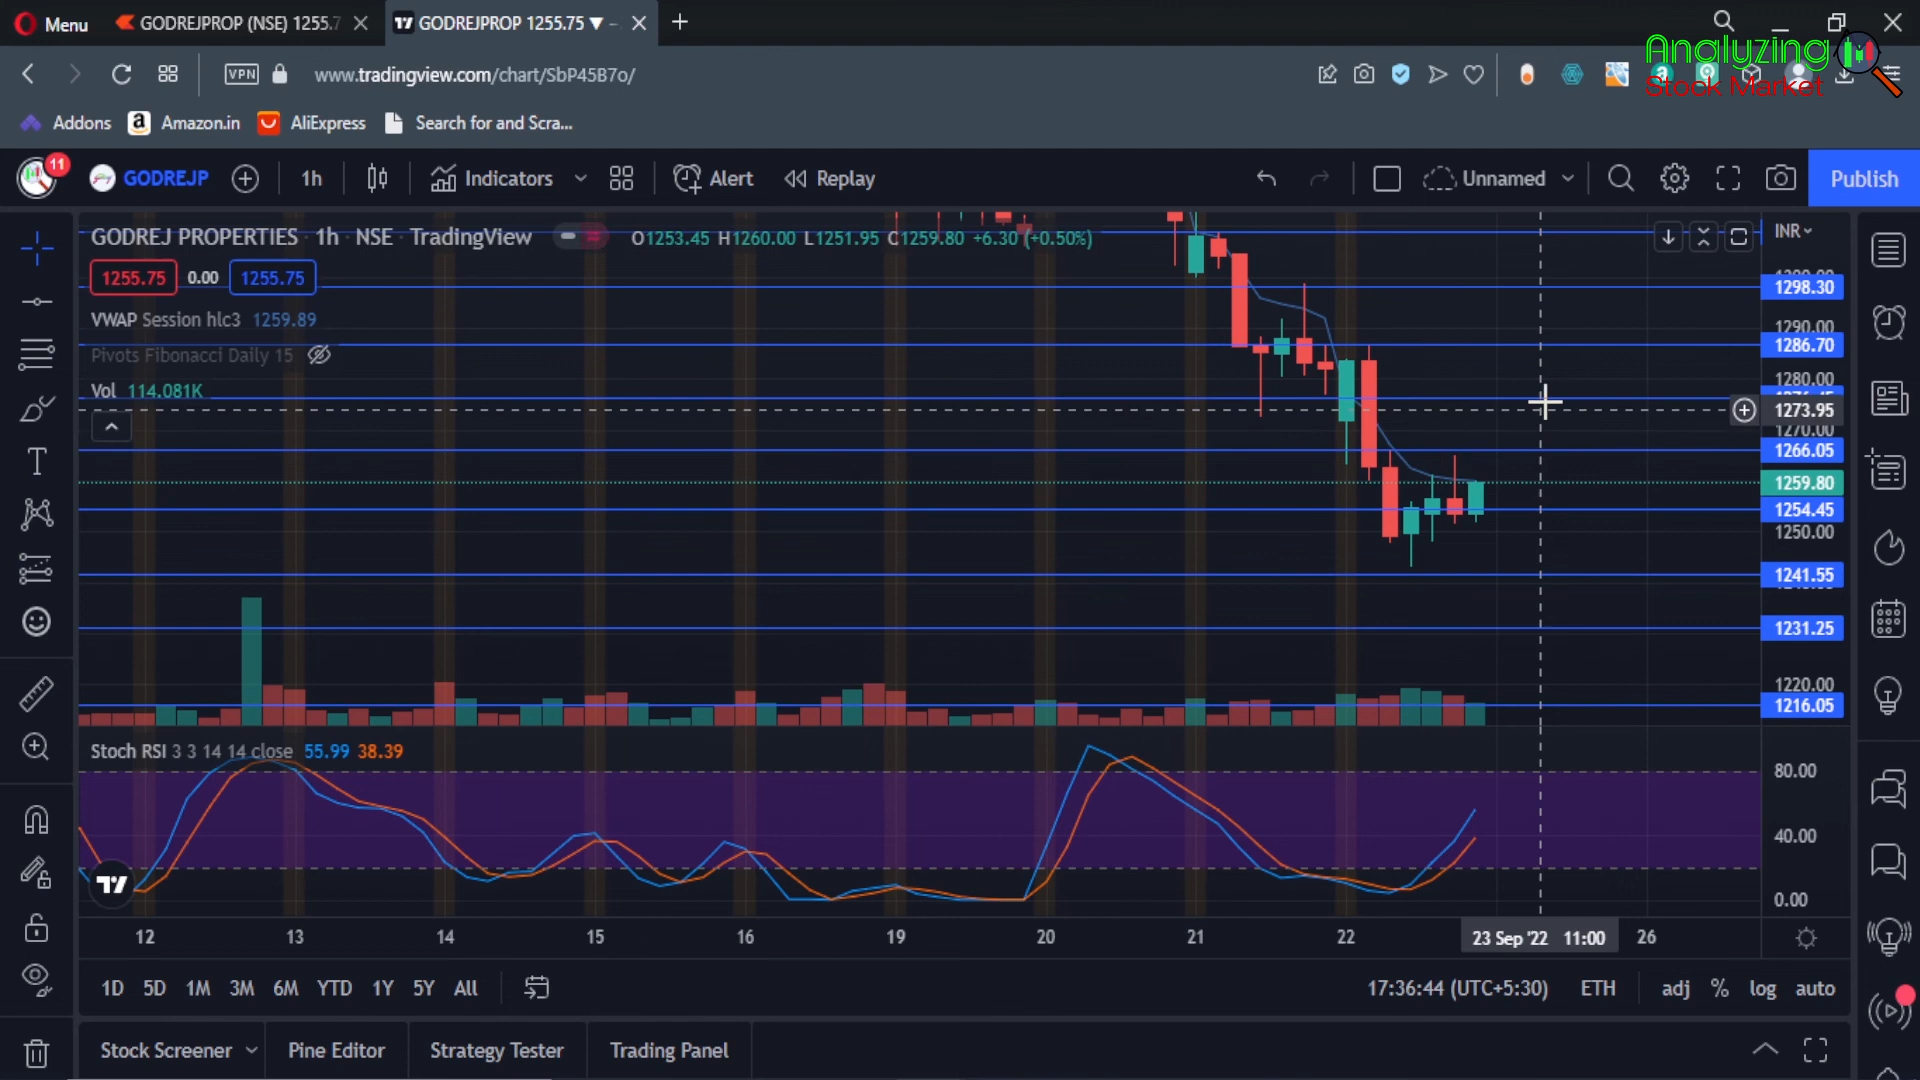 Menu
GODREJPROP (NSE) 1255.7
GODREJPROP 1255.75 ▼ -
Analyzing
Stock Market
VPN
www.tradingview.com/chart/SbP45B7o/
Addons
Amazon.in
AliExpress
Search for and Scra...
11
GODREJP
1h
Indicators
Alert
Replay
Unnamed
Publish
GODREJ PROPERTIES · 1h · NSE · TradingView
O1253.45 H1260.00 L1251.95 C1259.80 +6.30 (+0.50%)
INR
1255.75
0.00
1255.75
1298.30
VWAP Session hlc3 1259.89
1290.00
Pivots Fibonacci Daily 15
1286.70
1280.00
Vol 114.081K
1273.95
1270.00
1266.05
1259.80
1254.45
1250.00
1241.55
1231.25
1220.00
1216.05
Stoch RSI 3 3 14 14 close 55.99 38.39
80.00
40.00
0.00
12 13 14 15 16 19 20 21 22 23 Sep '22 11:00 26
1D 5D 1M 3M 6M YTD 1Y 5Y All
17:36:44 (UTC+5:30)
ETH
adj % log auto
Stock Screener
Pine Editor
Strategy Tester
Trading Panel